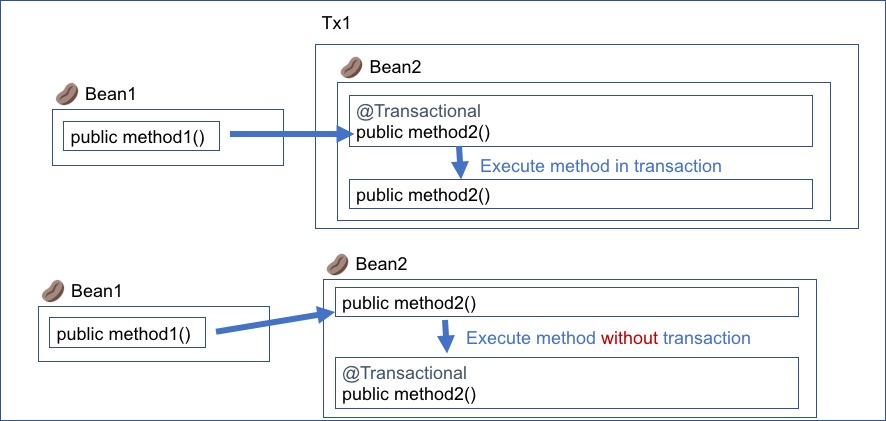 Tx1
Bean2
Bean1
@Transactional
public method1()
public method2()
Execute method in transaction
public method2()
Bean2
Bean1
public method2()
public method1()
Execute method without transaction
@Transactional
public method2()